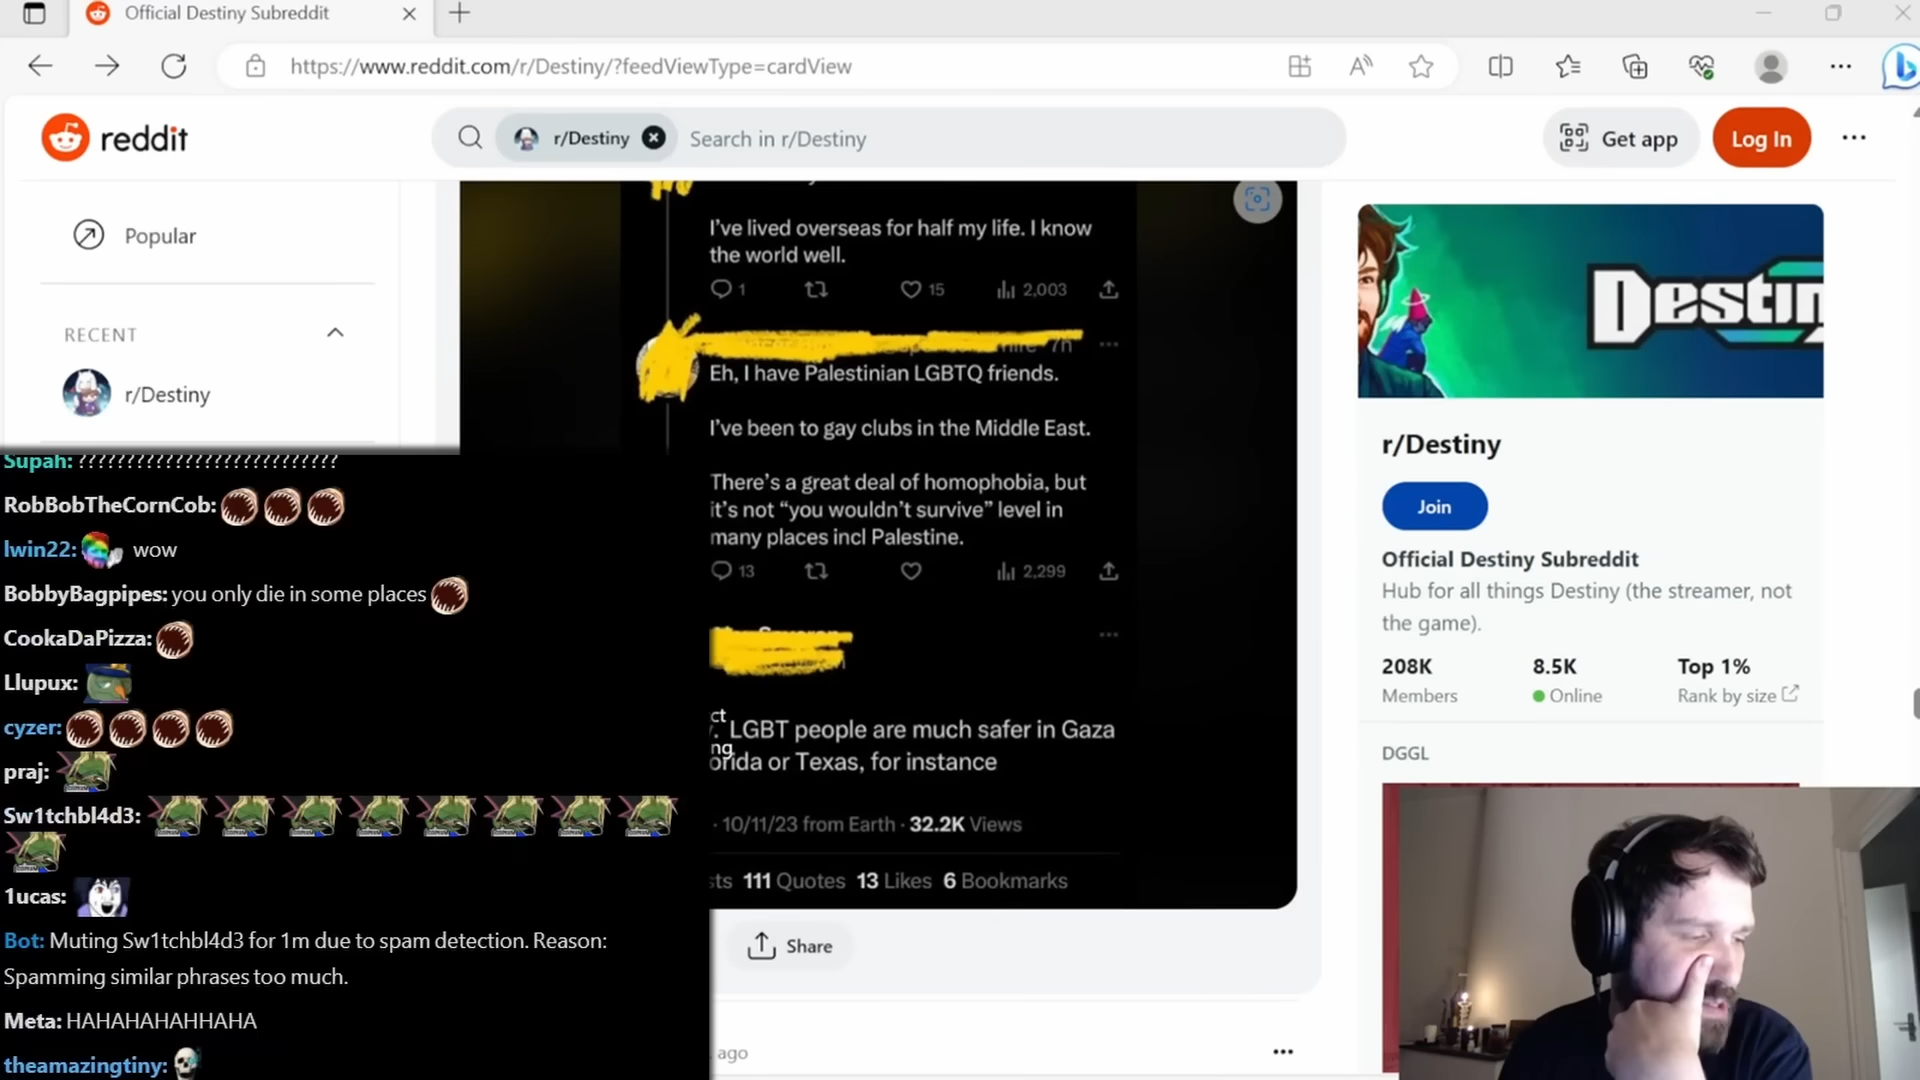 Official Destiny Subreddit
https://www.reddit.com/r/Destiny/?feedViewType=cardView
reddit
r/Destiny
Search in r/Destiny
Get app
Log In
Popular
RECENT
r/Destiny
I've lived overseas for half my life. I know
the world well.
1
15
2,003
7h
Eh, I have Palestinian LGBTQ friends.
I've been to gay clubs in the Middle East.
There's a great deal of homophobia, but
it's not "you wouldn't survive" level in
many places incl Palestine.
13
2,299
ct
LGBT people are much safer in Gaza
ng
orida or Texas, for instance
· 10/11/23 from Earth · 32.2K Views
sts 111 Quotes 13 Likes 6 Bookmarks
Share
ago
Supah: ???????????????????????????
RobBobTheCornCob:
lwin22: wow
BobbyBagpipes: you only die in some places
CookaDaPizza:
Llupux:
cyzer:
praj:
Sw1tchbl4d3:
1ucas:
Bot: Muting Sw1tchbl4d3 for 1m due to spam detection. Reason:
Spamming similar phrases too much.
Meta: HAHAHAHAHHAHA
theamazingtiny:
Destin
r/Destiny
Join
Official Destiny Subreddit
Hub for all things Destiny (the streamer, not
the game).
208K
8.5K
Top 1%
Members
Online
Rank by size
DGGL